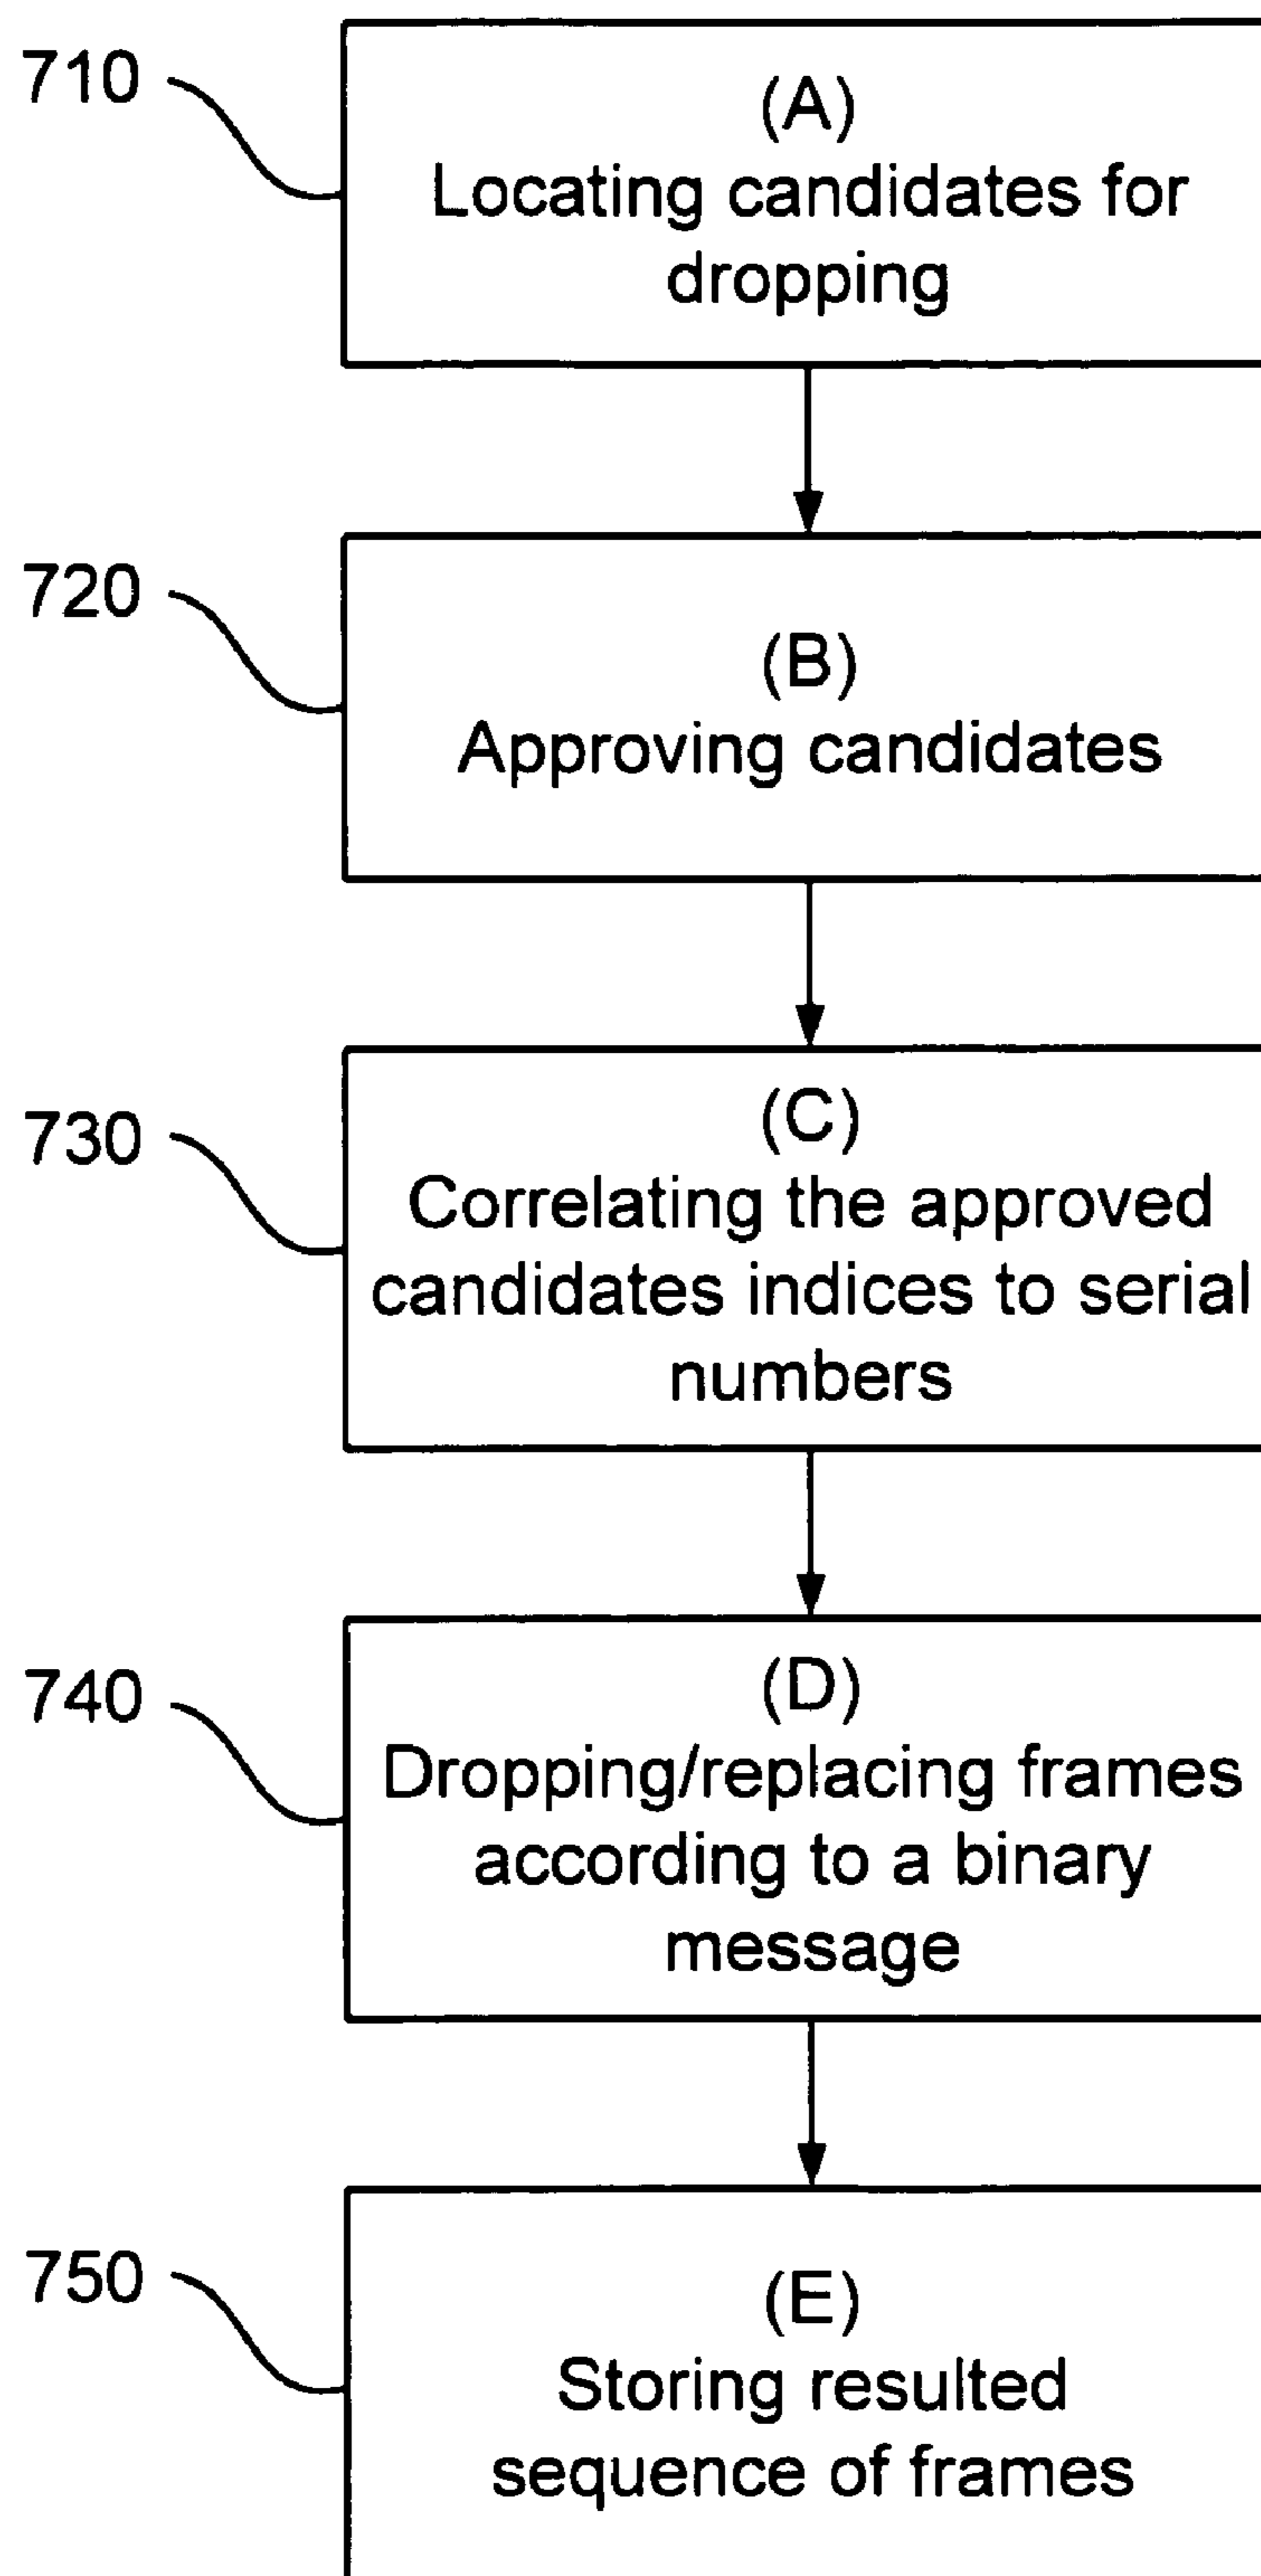 710
(A)
Locating candidates for
dropping
720
(B)
Approving candidates
730
(C)
Correlating the approved
candidates indices to serial
numbers
740
(D)
Dropping/replacing frames
according to a binary
message
750
(E)
Storing resulted
sequence of frames